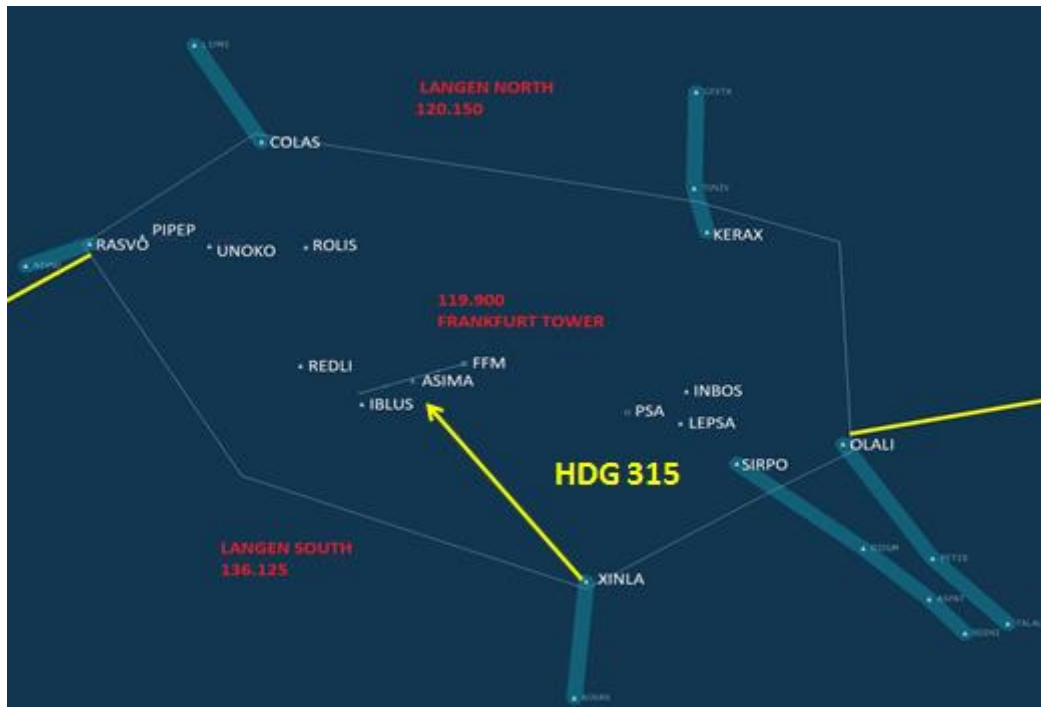 LANGEN NORTH
120.150
COLAS
RASVO
PIPEP
UNOKO
ROLIS
KERAX
119.900
FRANKFURT TOWER
REDLI
FFM
ASIMA
IBLUS
INBOS
PSA
LEPSA
OLALI
SIRPO
HDG 315
LANGEN SOUTH
136.125
XINLA